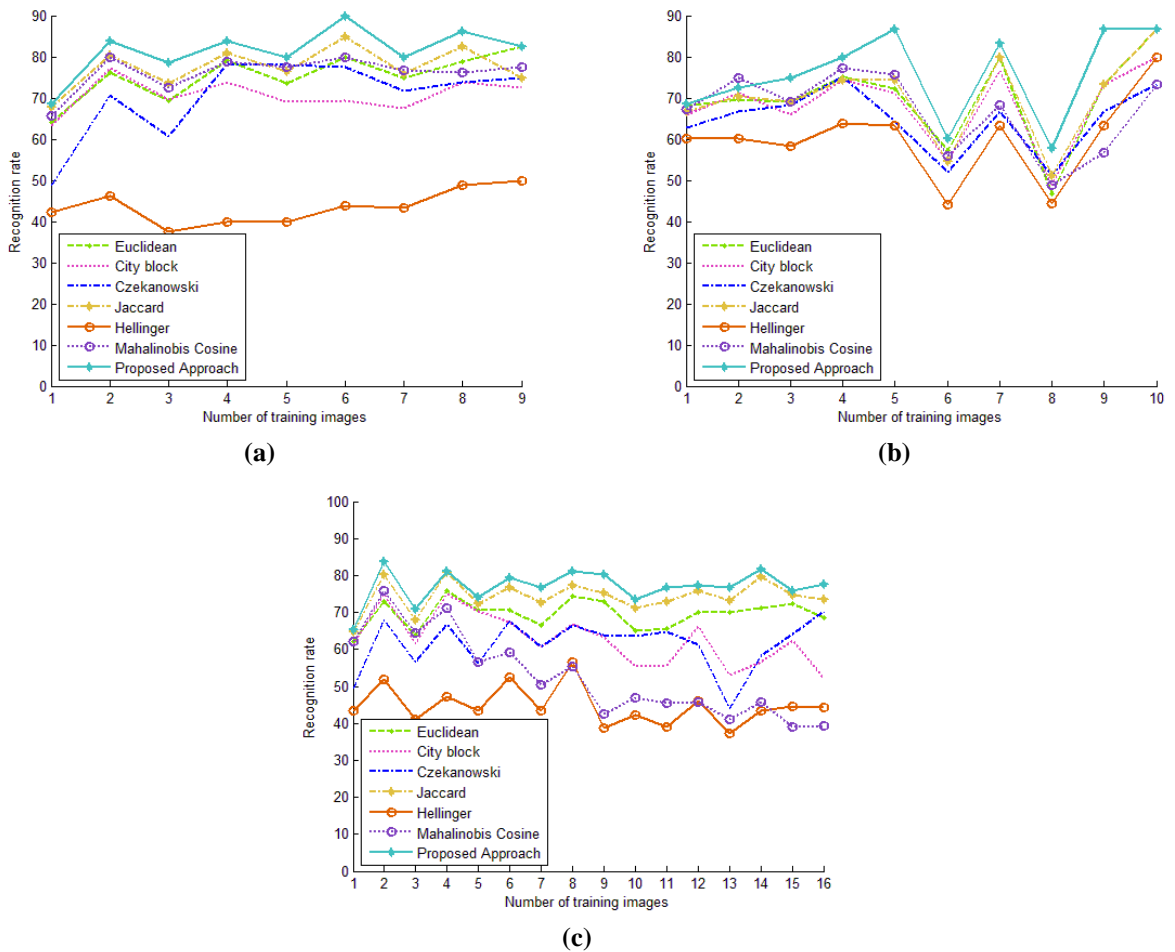 90
80
70
60
50
40
30
20
10
0
Recognition rate
Euclidean
City block
Czekanowski
Jaccard
Hellinger
Mahalinobis Cosine
Proposed Approach
1 2 3 4 5 6 7 8 9
Number of training images
(a)
90
80
70
60
50
40
30
20
10
0
Recognition rate
Euclidean
City block
Czekanowski
Jaccard
Hellinger
Mahalinobis Cosine
Proposed Approach
1 2 3 4 5 6 7 8 9 10
Number of training images
(b)
100
90
80
70
60
50
40
30
20
10
0
Recognition rate
Euclidean
City block
Czekanowski
Jaccard
Hellinger
Mahalinobis Cosine
Proposed Approach
1 2 3 4 5 6 7 8 9 10 11 12 13 14 15 16
Number of training images
(c)